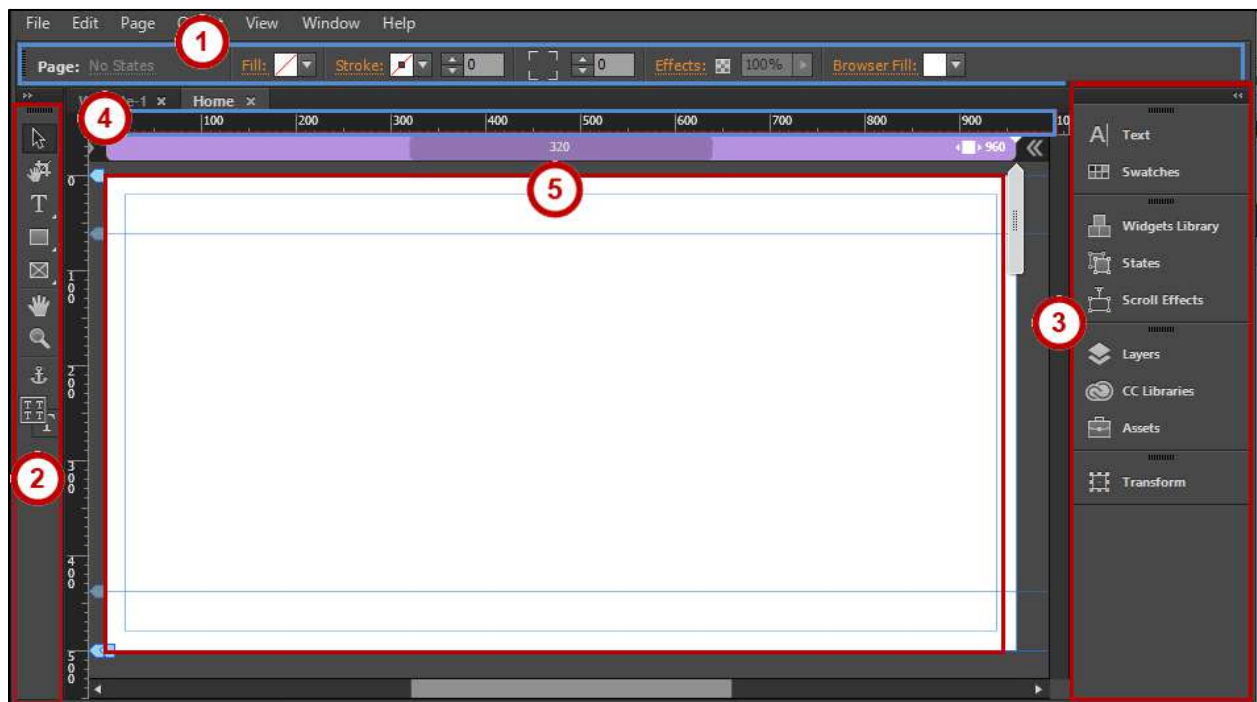 File Edit Page View Window Help
1
Page: No States Fill: Stroke: 0 0 Effects: 100% Browser Fill:
-1 × Home ×
4
100 200 300 400 500 600 700 800 900 10
320 960
5
0
100
200
300
400
500
2
T
3
A Text
Swatches
Widgets Library
States
Scroll Effects
Layers
CC Libraries
Assets
Transform